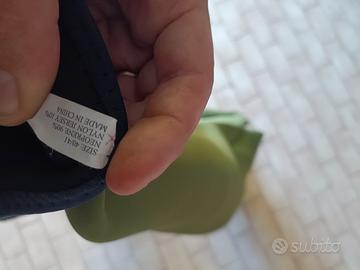 SIZE: 40/41
NEOPRENE 90%
NYLON JERSEY 10%
MADE IN CHINA
subito